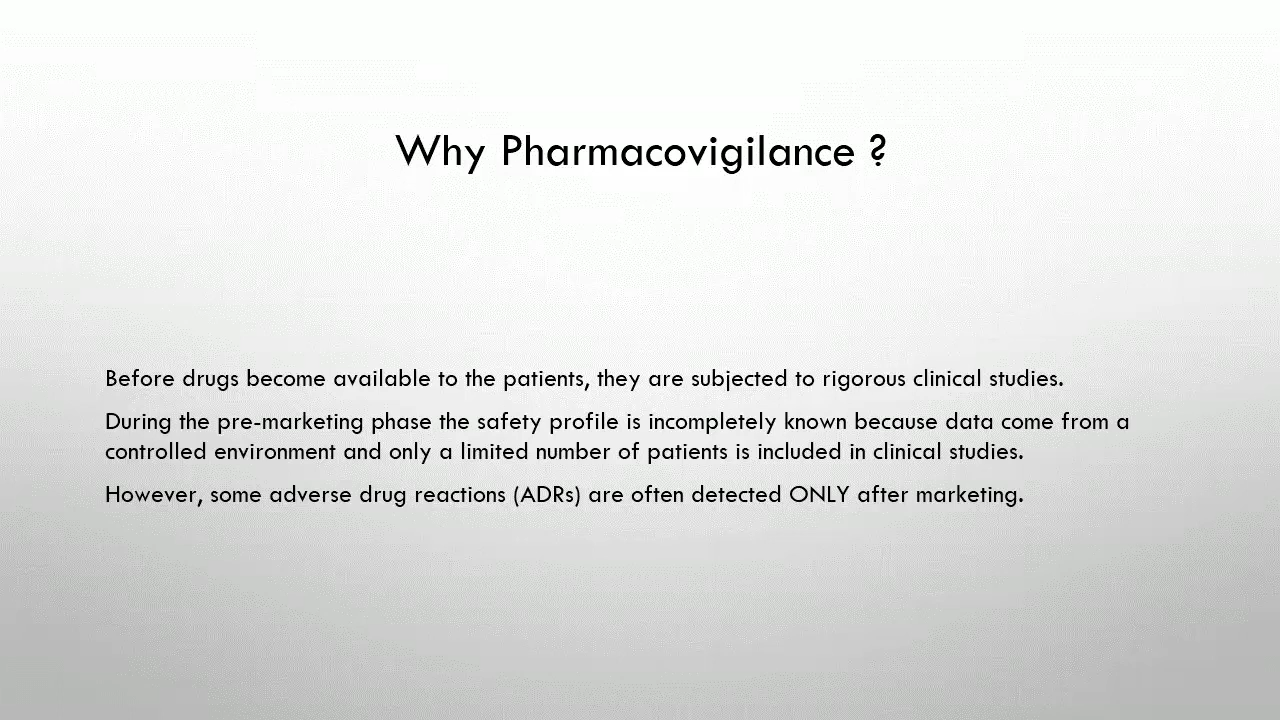 Why Pharmacovigilance ?
Before drugs become available to the patients, they are subjected to rigorous clinical studies.
During the pre-marketing phase the safety profile is incompletely known because data come from a
controlled environment and only a limited number of patients is included in clinical studies.
However, some adverse drug reactions (ADRs) are often detected ONLY after marketing.